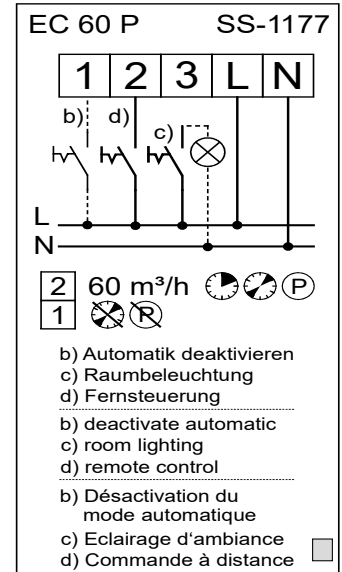 EC 60 P SS-1177
1 2 3 L N
b) d) c)
L
N
2 60 m³/h P
1 P
b) Automatik deaktivieren
c) Raumbeleuchtung
d) Fernsteuerung
b) deactivate automatic
c) room lighting
d) remote control
b) Désactivation du
mode automatique
c) Eclairage d'ambiance
d) Commande à distance